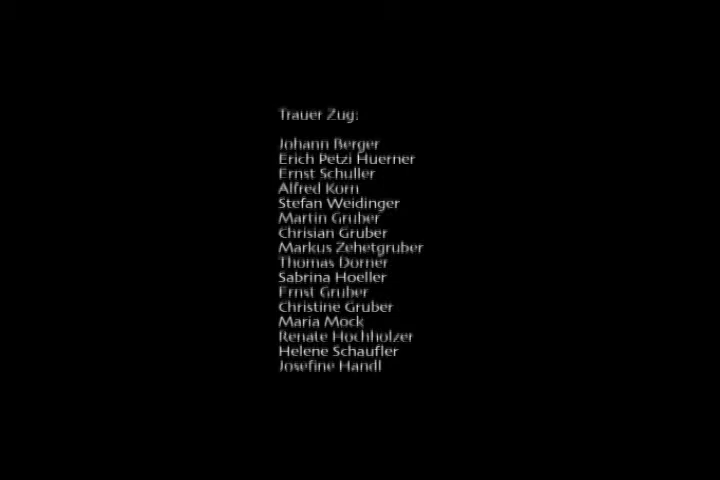 Trauer Zug:
Johann Berger
Erich Petzi Huerner
Ernst Schuller
Alfred Korn
Stefan Weidinger
Martin Gruber
Chrisian Gruber
Markus Zehetgruber
Thomas Dorner
Sabrina Hoeller
Ernst Gruber
Christine Gruber
Maria Mock
Renate Hochholzer
Helene Schaufler
Josefine Handl